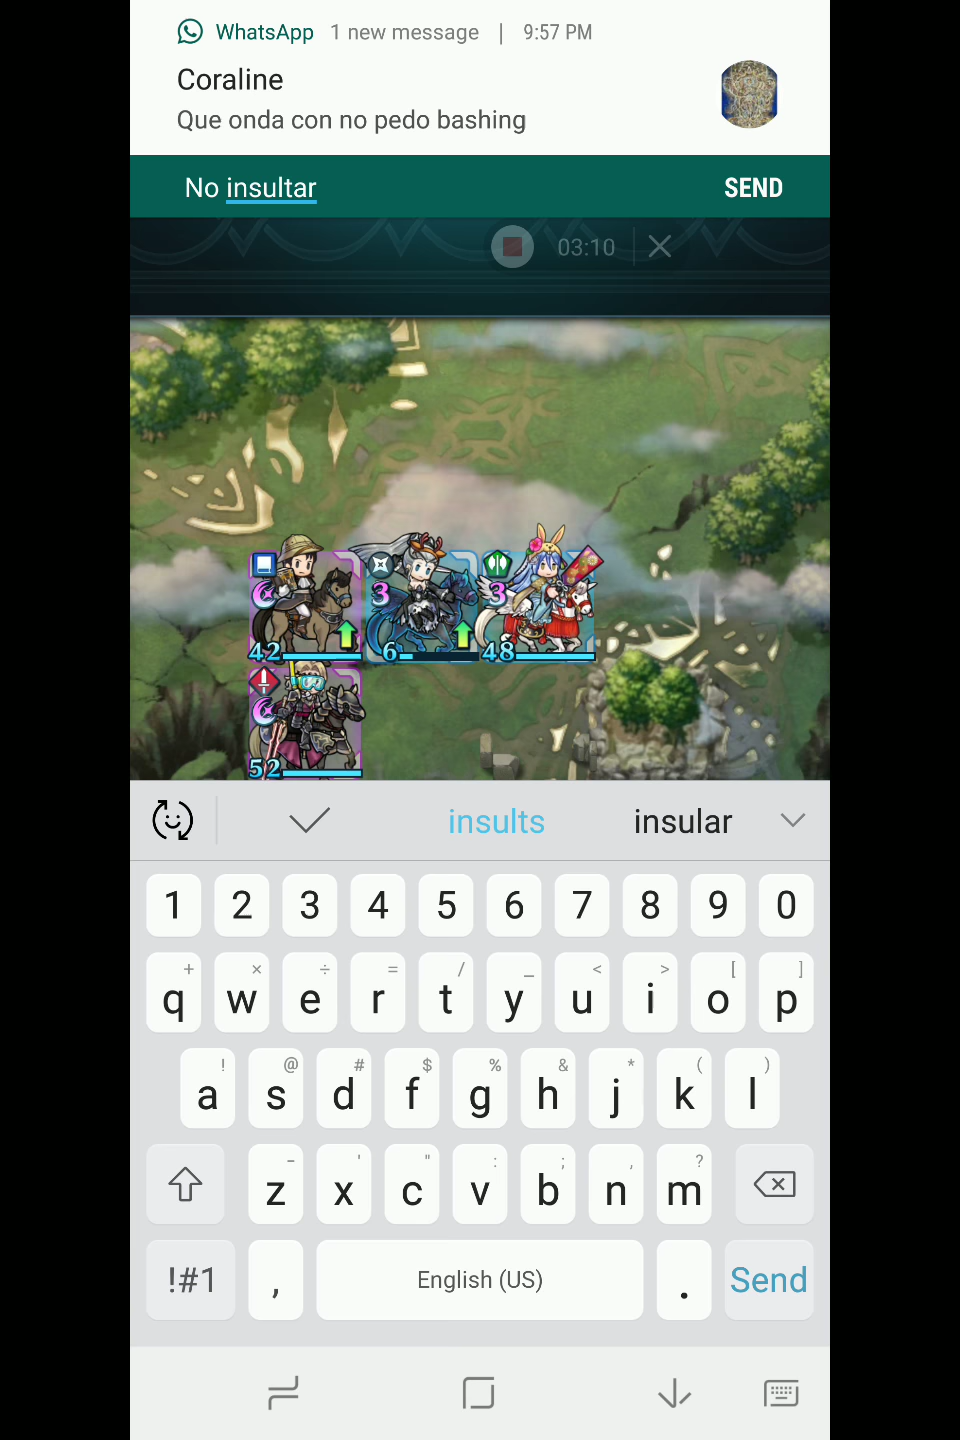 WhatsApp 1 new message | 9:57 PM
Coraline
Que onda con no pedo bashing
No insultar SEND
03:10
3 3
42 6 48
52
insults insular
1 2 3 4 5 6 7 8 9 0
+ × ÷ = / _ < > [ ]
q w e r t y u i o p
! @ # $ % & * ( )
a s d f g h j k l
- ' " : ; , ?
z x c v b n m
!#1 , English (US) . Send